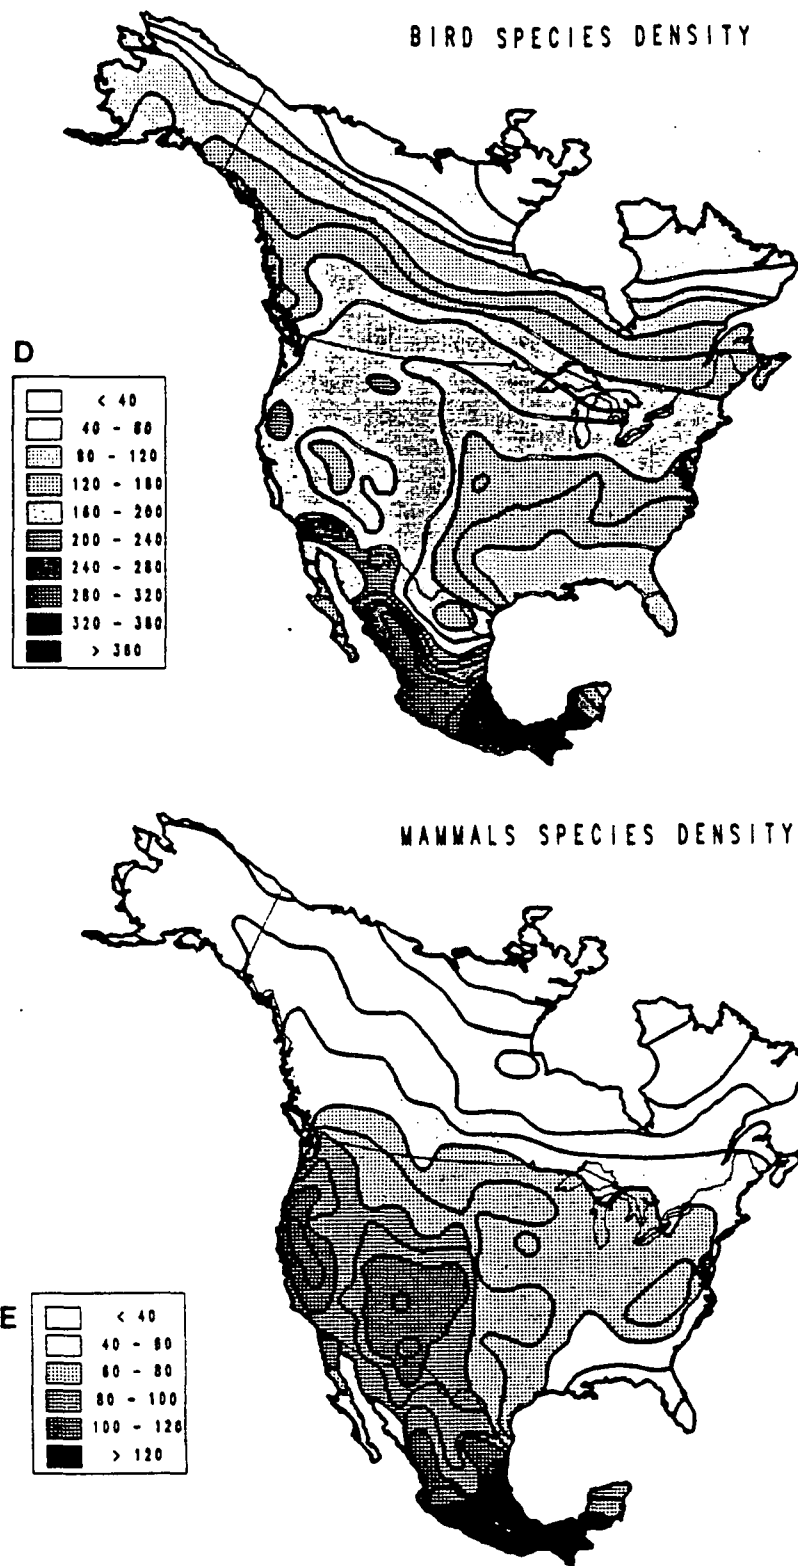 BIRD SPECIES DENSITY
D
< 40
40 - 80
80 - 120
120 - 160
160 - 200
200 - 240
240 - 280
280 - 320
320 - 360
> 360
MAMMALS SPECIES DENSITY
E
< 40
40 - 60
60 - 80
80 - 100
100 - 120
> 120